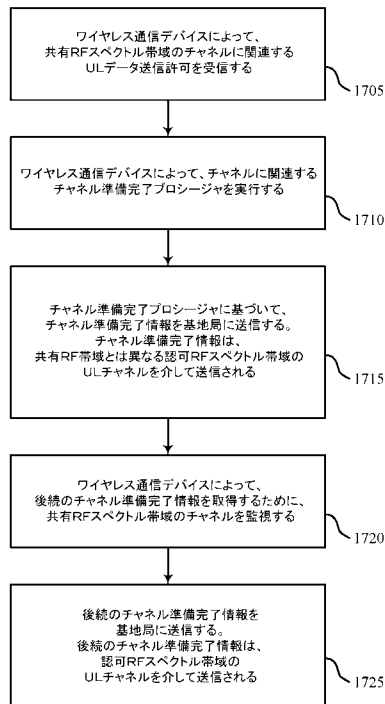 ワイヤレス通信デバイスによって、
共有RFスペクトル帯域のチャネルに関連する
ULデータ送信許可を受信する
1705
ワイヤレス通信デバイスによって、チャネルに関連する
チャネル準備完了プロシージャを実行する
1710
チャネル準備完了プロシージャに基づいて、
チャネル準備完了情報を基地局に送信する。
チャネル準備完了情報は、
共有RF帯域とは異なる認可RFスペクトル帯域の
ULチャネルを介して送信される
1715
ワイヤレス通信デバイスによって、
後続のチャネル準備完了情報を取得するために、
共有RFスペクトル帯域のチャネルを監視する
1720
後続のチャネル準備完了情報を
基地局に送信する。
後続のチャネル準備完了情報は、
認可RFスペクトル帯域の
ULチャネルを介して送信される
1725